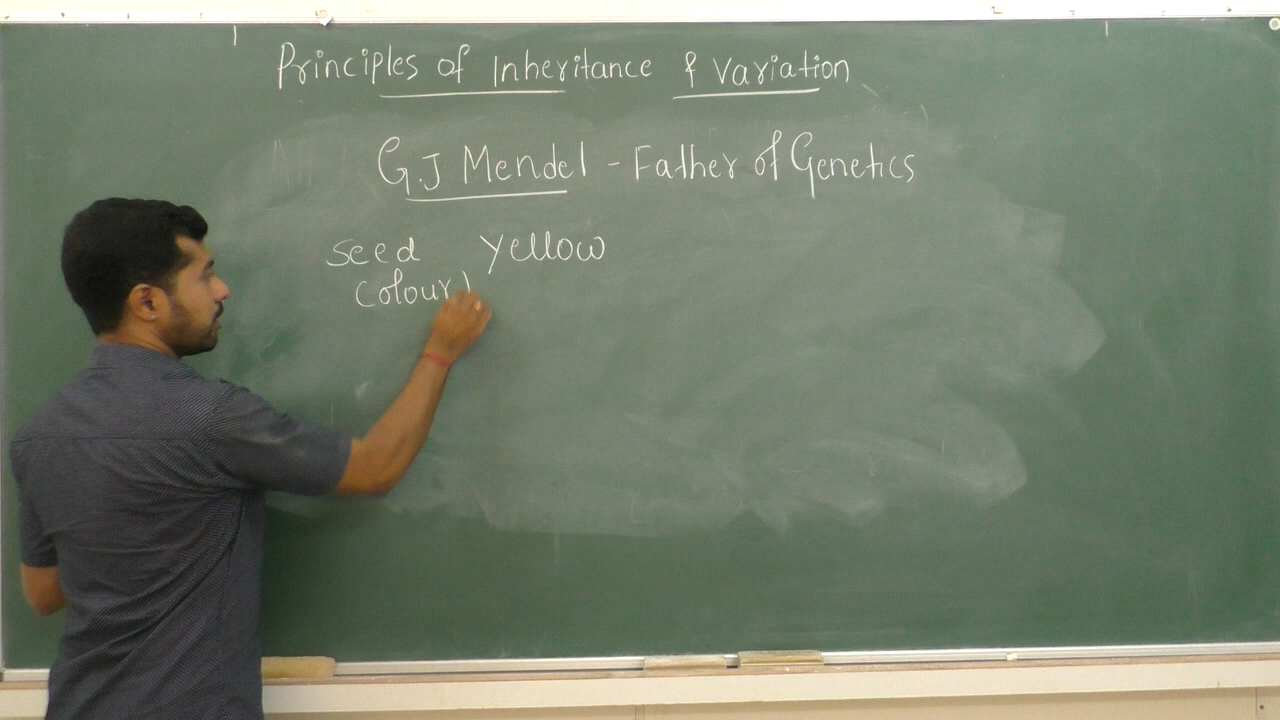 Principles of Inheritance & Variation
G.J Mendel - Father of Genetics
seed yellow
colour)